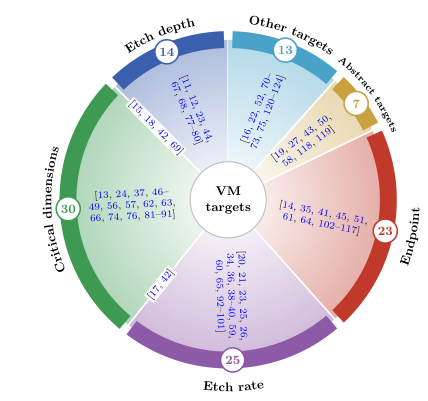 Etch depth
14
[11, 12, 23, 44,
67, 68, 77–80]
Other targets
13
[16, 22, 52, 70–
73, 75, 120–124]
Abstract targets
7
[19, 27, 43, 50,
58, 118, 119]
[15, 18, 42, 69]
Critical dimensions
30
[13, 24, 37, 46–
49, 56, 57, 62, 63,
66, 74, 76, 81–91]
VM
targets
Endpoint
23
[14, 35, 41, 45, 51,
61, 64, 102–117]
[17, 42]
[20, 21, 23, 25, 26,
34, 36, 38–40, 59,
60, 65, 92–101]
25
Etch rate